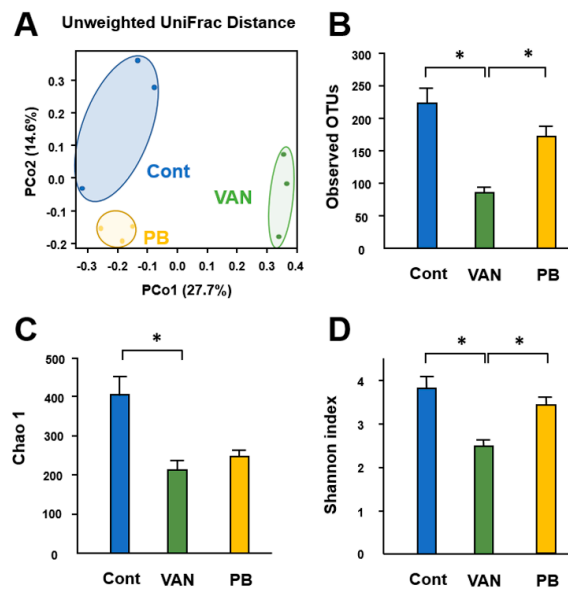 A
Unweighted UniFrac Distance
PCo2 (14.6%)
0.3
0.2
0.1
0.0
-0.1
-0.2
Cont
VAN
PB
-0.3 -0.2 -0.1 0.0 0.1 0.2 0.3 0.4
PCo1 (27.7%)
B
Observed OTUs
300
250
200
150
100
50
0
* *
Cont VAN PB
C
Chao 1
500
400
300
200
100
0
*
Cont VAN PB
D
Shannon index
4
3
2
1
0
* *
Cont VAN PB